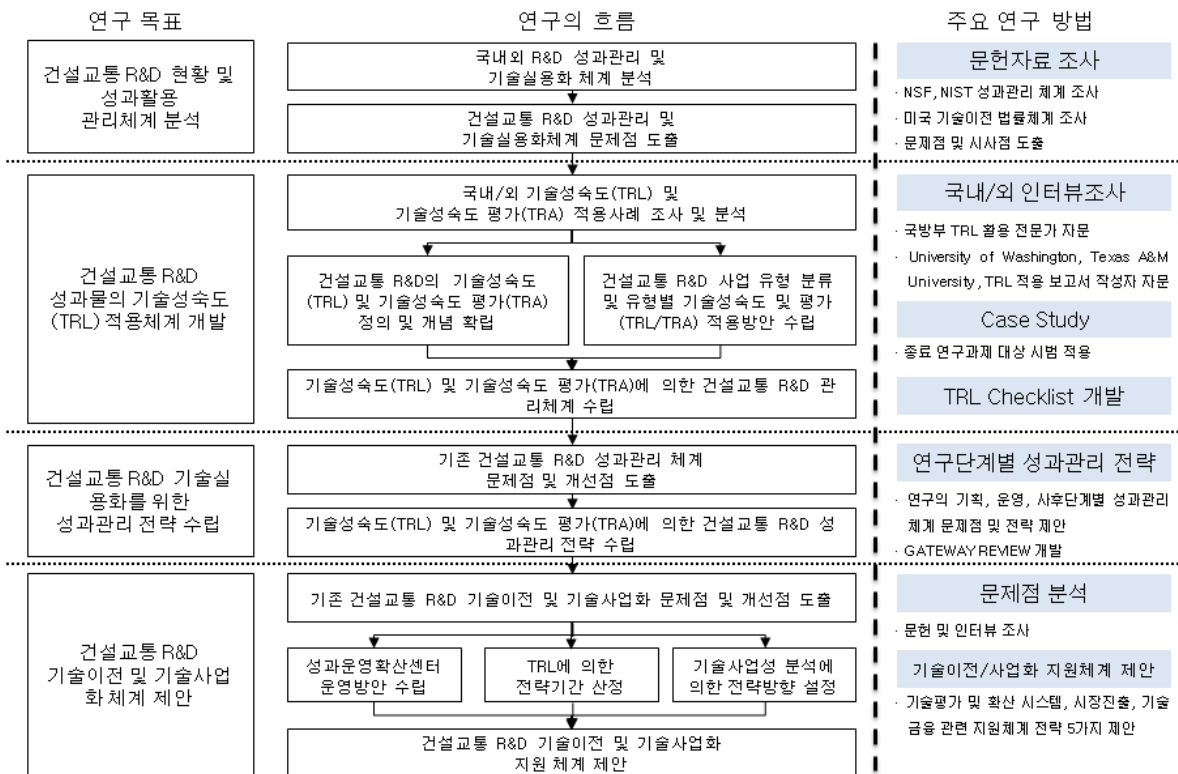 연구 목표
연구의 흐름
주요 연구 방법
건설교통 R&D 현황 및
성과활용
관리체계 분석
국내외 R&D 성과관리 및
기술실용화 체계 분석
건설교통 R&D 성과관리 및
기술실용화체계 문제점 도출
문헌자료 조사
· NSF, NIST 성과관리 체계 조사
· 미국 기술이전 법률체계 조사
· 문제점 및 시사점 도출
건설교통 R&D
성과물의 기술성숙도
(TRL) 적용체계 개발
국내/외 기술성숙도(TRL) 및
기술성숙도 평가(TRA) 적용사례 조사 및 분석
건설교통 R&D의 기술성숙도
(TRL) 및 기술성숙도 평가(TRA)
정의 및 개념 확립
건설교통 R&D 사업 유형 분류
및 유형별 기술성숙도 및 평가
(TRL/TRA) 적용방안 수립
기술성숙도(TRL) 및 기술성숙도 평가(TRA)에 의한 건설교통 R&D 관
리체계 수립
국내/외 인터뷰조사
· 국방부 TRL 활용 전문가 자문
· University of Washington, Texas A&M
University, TRL 적용 보고서 작성자 자문
Case Study
· 종료 연구과제 대상 시범 적용
TRL Checklist 개발
건설교통 R&D 기술실
용화를 위한
성과관리 전략 수립
기존 건설교통 R&D 성과관리 체계
문제점 및 개선점 도출
기술성숙도(TRL) 및 기술성숙도 평가(TRA)에 의한 건설교통 R&D 성
과관리 전략 수립
연구단계별 성과관리 전략
· 연구의 기획, 운영, 사후단계별 성과관리
체계 문제점 및 전략 제안
· GATEWAY REVIEW 개발
건설교통 R&D
기술이전 및 기술사업
화 체계 제안
기존 건설교통 R&D 기술이전 및 기술사업화 문제점 및 개선점 도출
성과운영확산센터
운영방안 수립
TRL에 의한
전략기간 산정
기술사업성 분석에
의한 전략방향 설정
건설교통 R&D 기술이전 및 기술사업화
지원 체계 제안
문제점 분석
· 문헌 및 인터뷰 조사
기술이전/사업화 지원체계 제안
· 기술평가 및 확산 시스템, 시장진출, 기술
금융 관련 지원체계 전략 5가지 제안